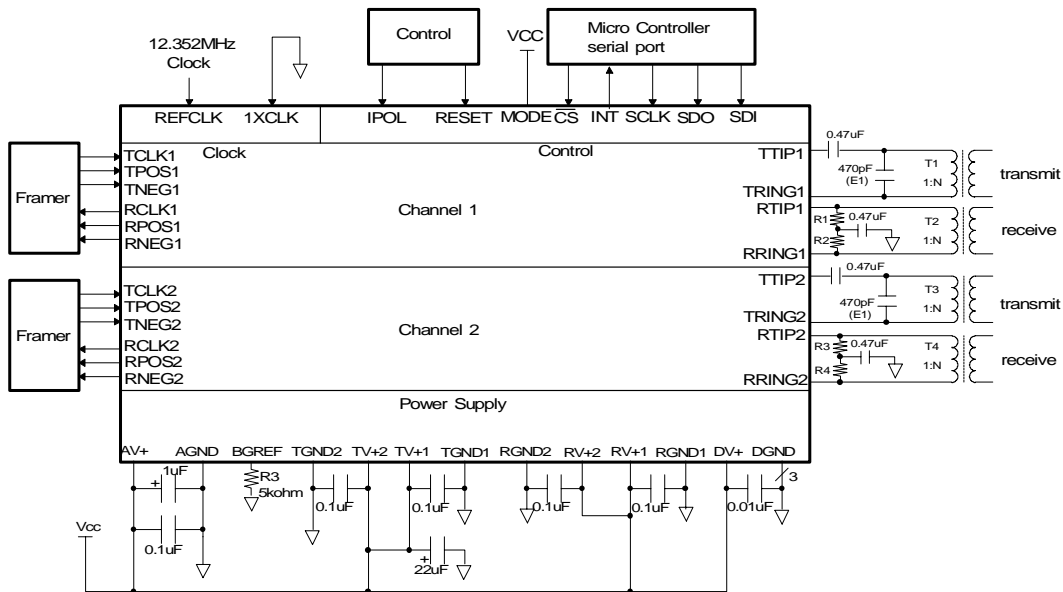 Control
Micro Controller
serial port
VCC
12.352MHz
Clock
REFCLK
1XCLK
IPOL
RESET
MODE
CS
INT
SCLK
SDO
SDI
Clock
Control
Framer
TCLK1
TPOS1
TNEG1
RCLK1
RPOS1
RNEG1
Channel 1
TTIP1
TRING1
RTIP1
RRING1
0.47uF
470pF
(E1)
T1
1:N
transmit
R1
0.47uF
R2
T2
1:N
receive
Framer
TCLK2
TPOS2
TNEG2
RCLK2
RPOS2
RNEG2
Channel 2
TTIP2
TRING2
RTIP2
RRING2
0.47uF
470pF
(E1)
T3
1:N
transmit
R3
0.47uF
R4
T4
1:N
receive
Power Supply
AV+
AGND
BGREF
TGND2
TV+2
TV+1
TGND1
RGND2
RV+2
RV+1
RGND1
DV+
DGND
1uF
+
R3
5kohm
3
0.1uF
0.1uF
0.1uF
0.1uF
0.01uF
Vcc
0.1uF
+
22uF